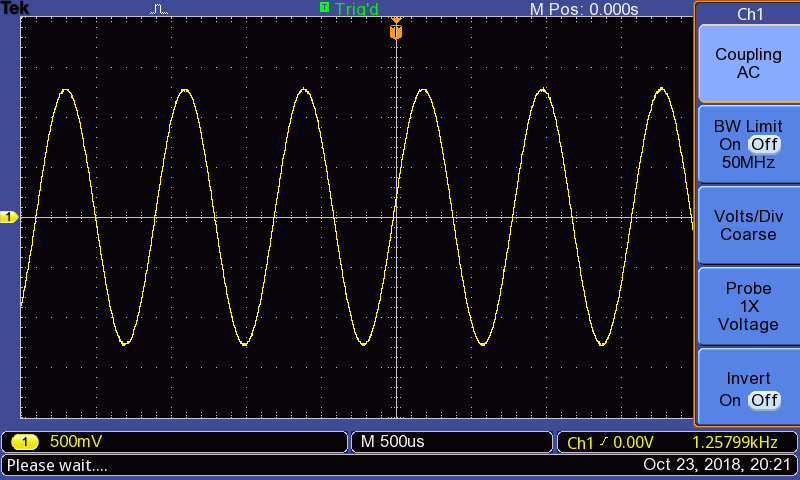 Tek
T Trig'd
M Pos: 0.000s
Ch1
T
Coupling
AC
BW Limit
On Off
50MHz
1
Volts/Div
Coarse
Probe
1X
Voltage
Invert
On Off
1 500mV
M 500us
Ch1 0.00V
1.25799kHz
Please wait....
Oct 23, 2018, 20:21